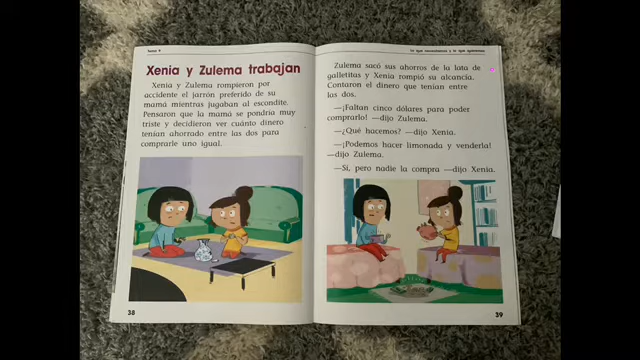 Xenia y Zulema trabajan
Xenia y Zulema rompieron por
accidente el jarrón preferido de su
mamá mientras jugaban al escondite.
Pensaron que la mamá se pondría muy
triste y decidieron ver cuánto dinero
tenían ahorrado entre las dos para
comprarle uno igual.
38
Zulema sacó sus ahorros de la lata de
galletitas y Xenia rompió su alcancía.
Contaron el dinero que tenían entre
las dos.
—¡Faltan cinco dólares para poder
comprarlo! —dijo Zulema.
—¿Qué hacemos? —dijo Xenia.
—¡Podemos hacer limonada y venderla!
—dijo Zulema.
—Sí, pero nadie la compra —dijo Xenia.
39